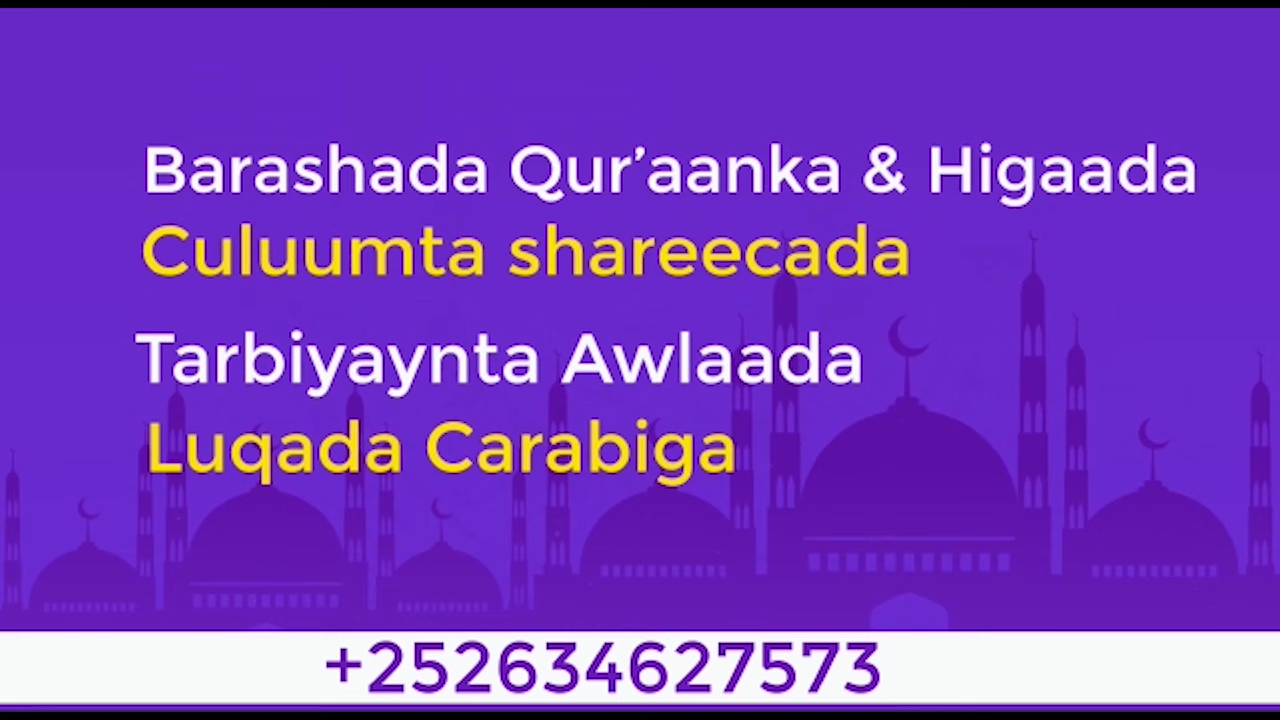 Barashada Qur’aanka & Higaada
Culuumta shareecada
Tarbiyaynta Awlaada
Luqada Carabiga
+252634627573